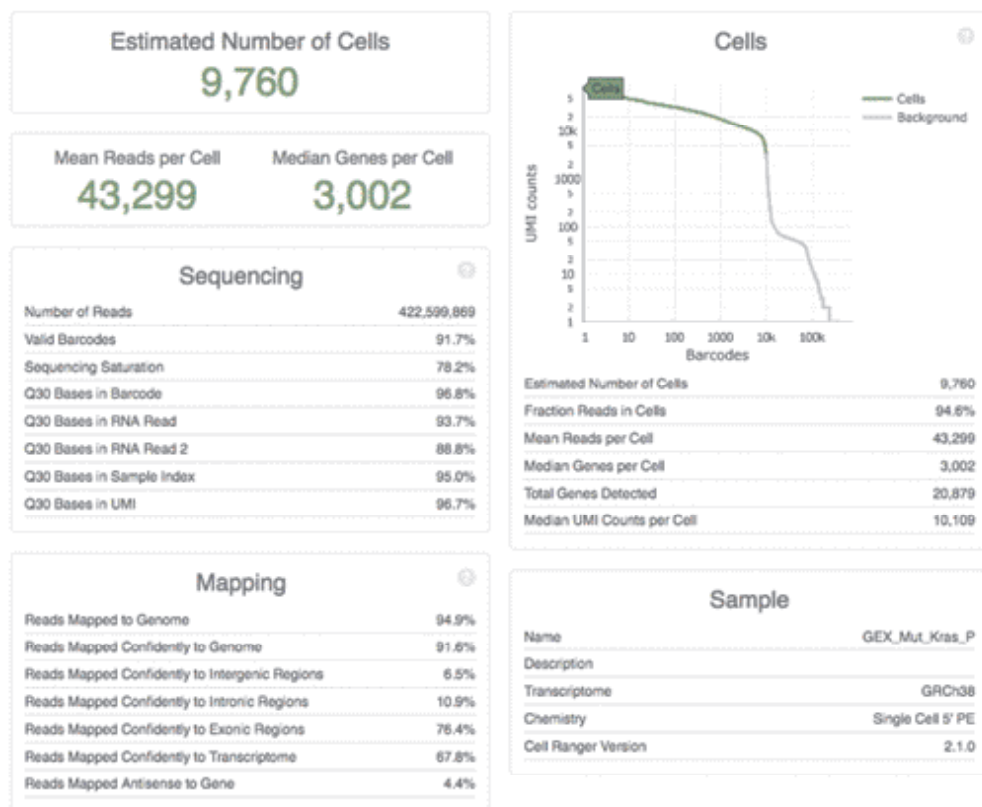 Estimated Number of Cells
9,760
Mean Reads per Cell
43,299
Median Genes per Cell
3,002
Sequencing
Number of Reads 422,599,869
Valid Barcodes 91.7%
Sequencing Saturation 78.2%
Q30 Bases in Barcode 96.8%
Q30 Bases in RNA Read 93.7%
Q30 Bases in RNA Read 2 88.8%
Q30 Bases in Sample Index 95.0%
Q30 Bases in UMI 96.7%
Mapping
Reads Mapped to Genome 94.9%
Reads Mapped Confidently to Genome 91.6%
Reads Mapped Confidently to Intergenic Regions 6.5%
Reads Mapped Confidently to Intronic Regions 10.9%
Reads Mapped Confidently to Exonic Regions 76.4%
Reads Mapped Confidently to Transcriptome 67.8%
Reads Mapped Antisense to Gene 4.4%
Cells
Cells
Cells
Background
UMI counts
5
2
10k
5
2
1000
5
2
100
5
2
10
5
2
1
1 10 100 1000 10k 100k
Barcodes
Estimated Number of Cells 9,760
Fraction Reads in Cells 94.6%
Mean Reads per Cell 43,299
Median Genes per Cell 3,002
Total Genes Detected 20,879
Median UMI Counts per Cell 10,109
Sample
Name GEX_Mut_Kras_P
Description
Transcriptome GRCh38
Chemistry Single Cell 5' PE
Cell Ranger Version 2.1.0